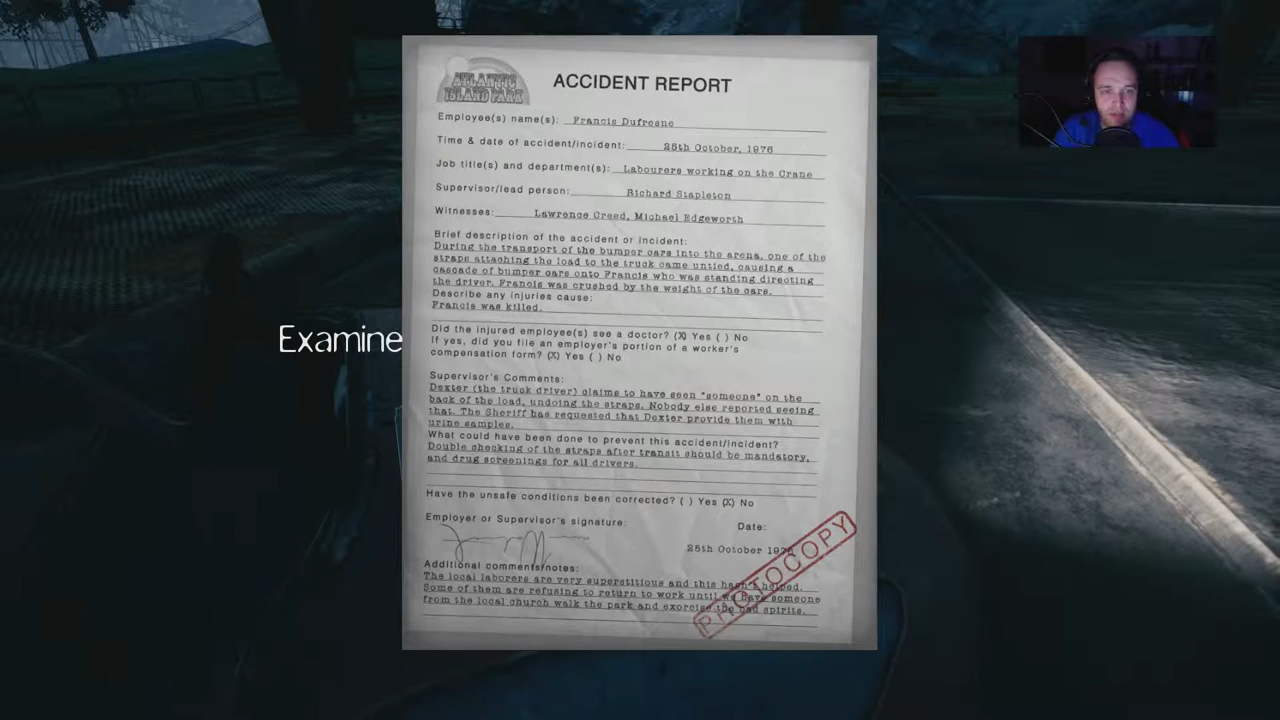 ATLANTIC
ISLAND PARK
ACCIDENT REPORT
Employee(s) name(s): Francis Dufresne
Time & date of accident/incident: 25th October, 1976
Job title(s) and department(s): Labourers working on the Crane
Supervisor/lead person: Richard Stapleton
Witnesses: Lawrence Creed, Michael Edgeworth
Brief description of the accident or incident:
During the transport of the bumper cars into the arena, one of the
straps attaching the load to the truck came untied, causing a
cascade of bumper cars onto Francis who was standing directing
the driver. Francis was crushed by the weight of the cars.
Describe any injuries cause:
Francis was killed.
Did the injured employee(s) see a doctor? (X) Yes ( ) No
If yes, did you file an employer's portion of a worker's
compensation form? (X) Yes ( ) No
Examine
Supervisor's Comments:
Dexter (the truck driver) claims to have seen "someone" on the
back of the load, undoing the straps. Nobody else reported seeing
that. The Sheriff has requested that Dexter provide them with
urine samples.
What could have been done to prevent this accident/incident?
Double checking of the straps after transit should be mandatory,
and drug screenings for all drivers.
Have the unsafe conditions been corrected? ( ) Yes (X) No
Employer or Supervisor's signature:
Date:
25th October 1976
Additional comments/notes:
The local laborers are very superstitious and this hasn't helped.
Some of them are refusing to return to work until we have someone
from the local church walk the park and exorcise the bad spirits.
PHOTOCOPY